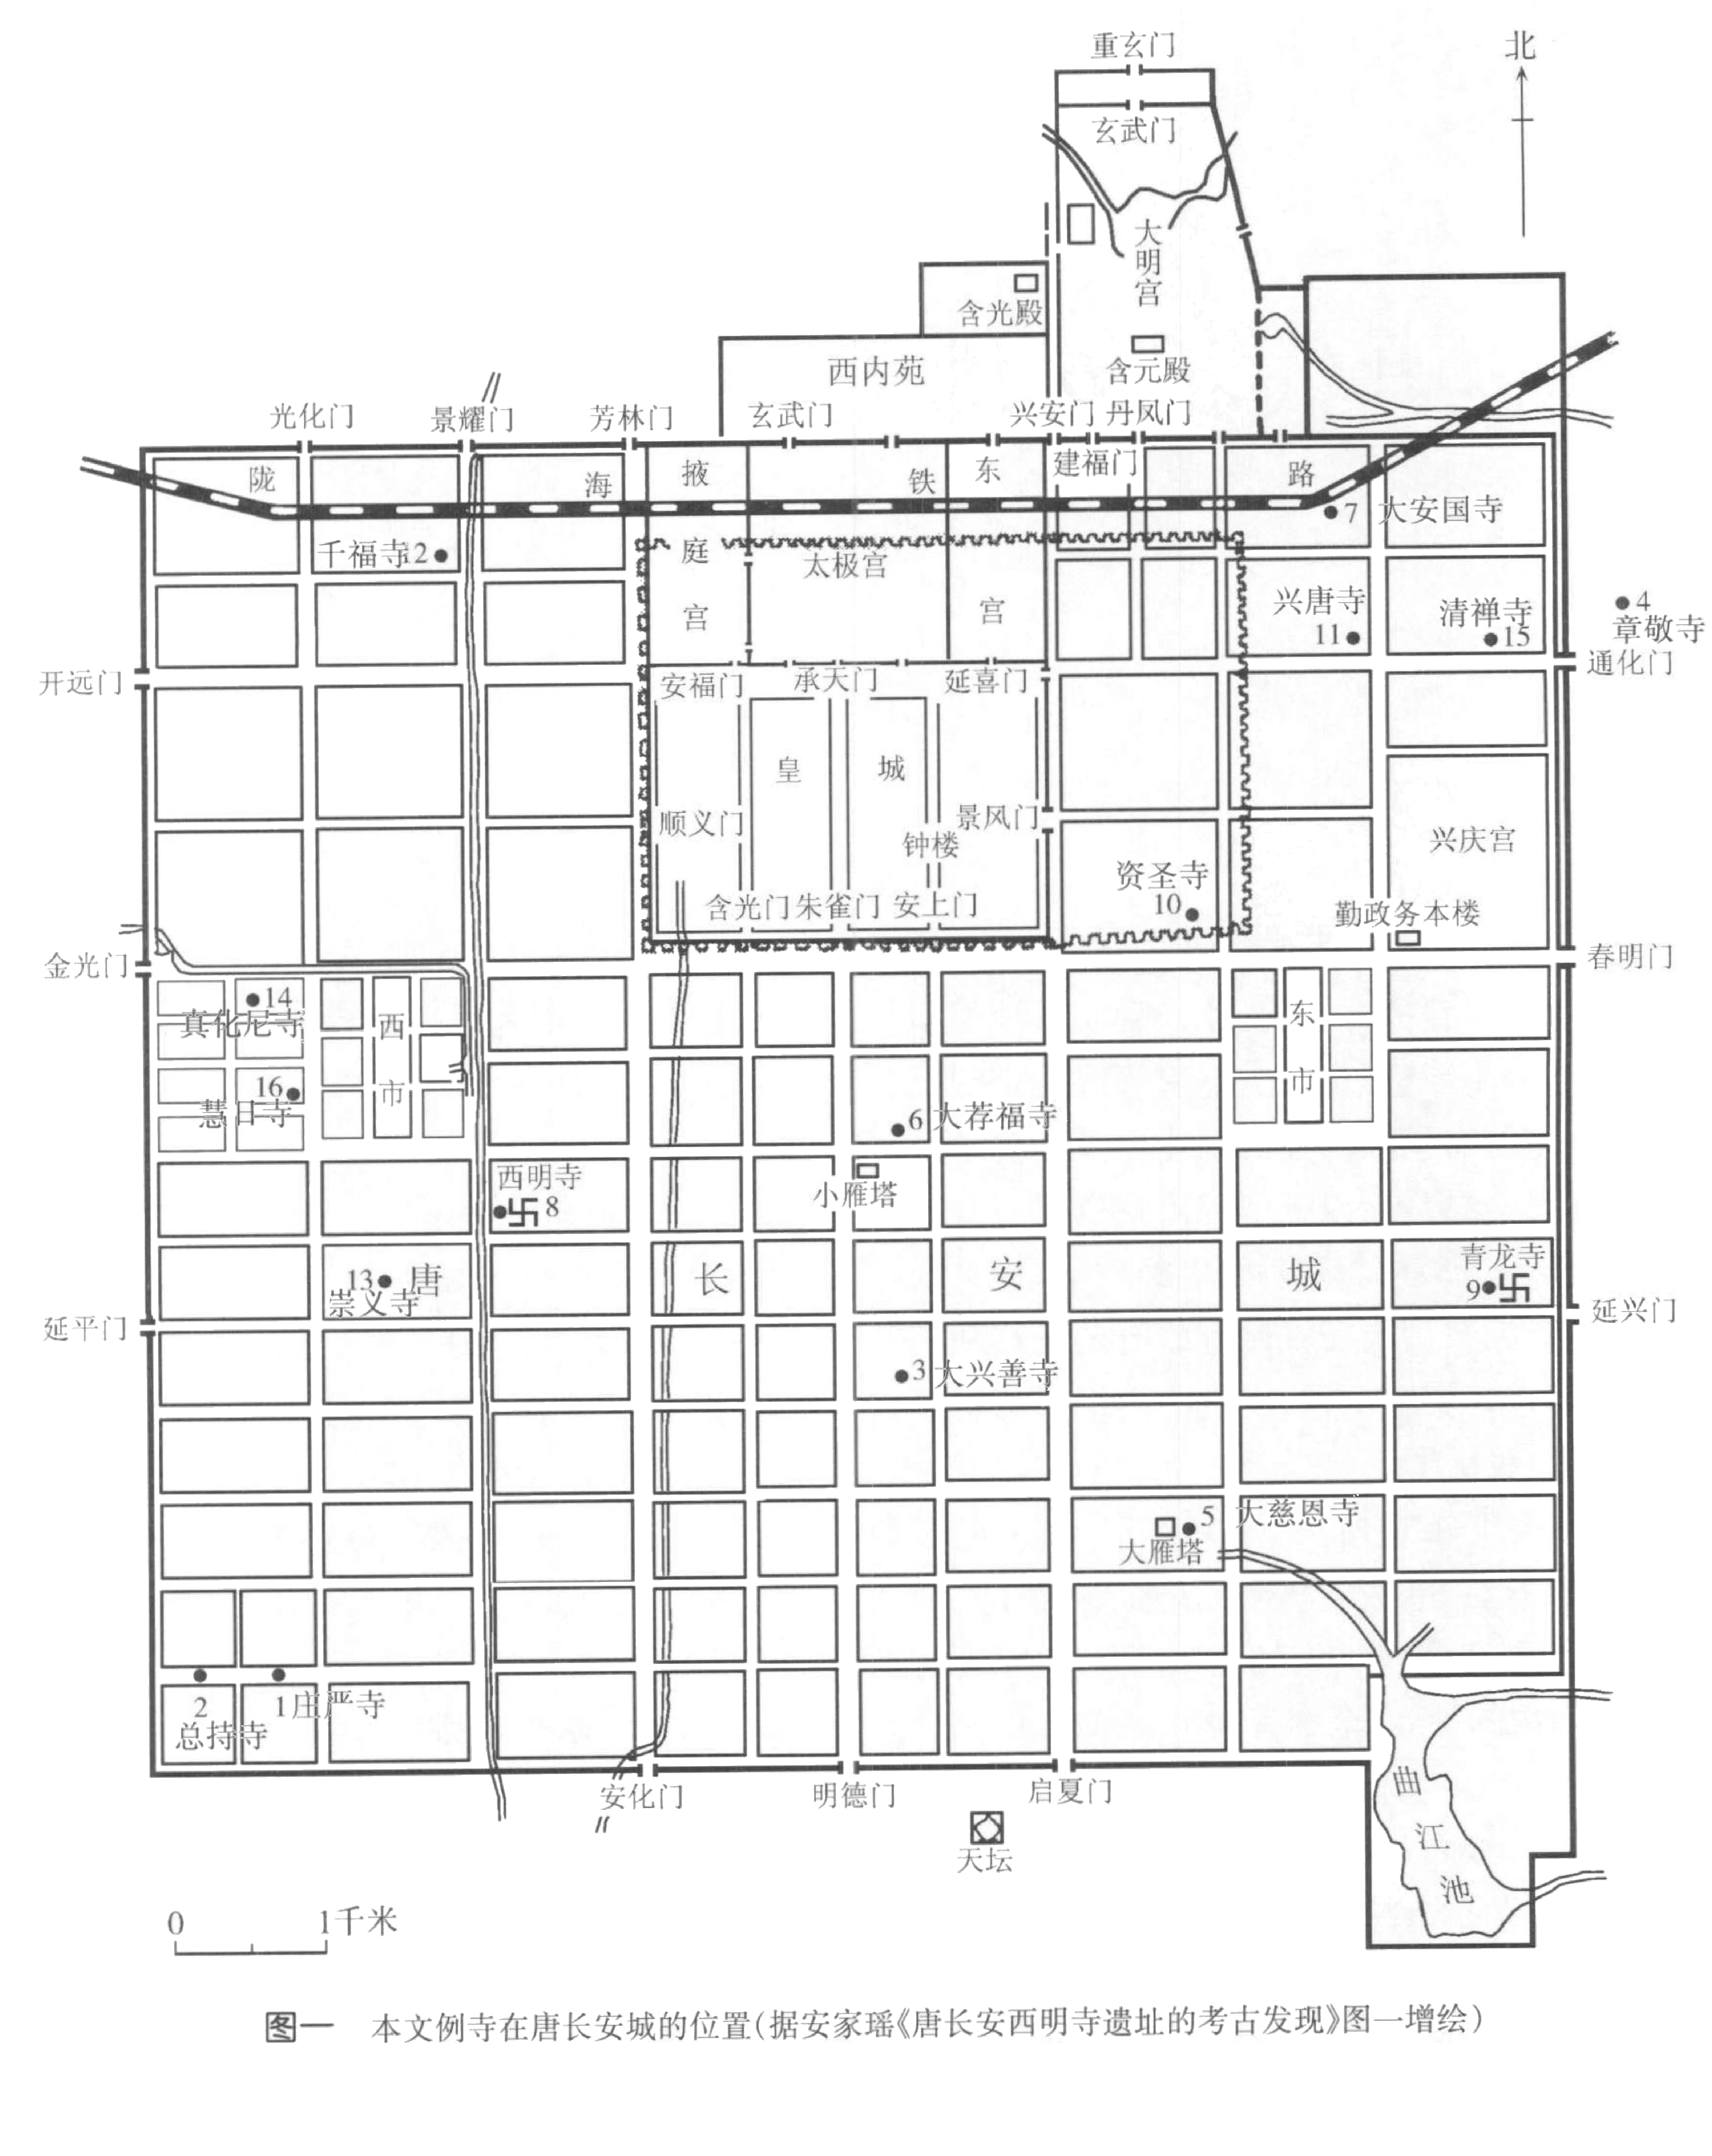 重玄门
北
玄武门
大明宫
含光殿
西内苑
含元殿
光化门
景耀门
芳林门
玄武门
兴安门 丹凤门
建福门
陇海铁路
掖庭宫
东宫
太极宫
7 大安国寺
千福寺12
兴唐寺
11
清禅寺
15
4
章敬寺
通化门
开远门
安福门
承天门
延喜门
皇城
顺义门
景风门
钟楼
兴庆宫
资圣寺
10
含光门 朱雀门 安上门
勤政务本楼
金光门
春明门
14
真化尼寺
西市
东市
16
慧日寺
6 大荐福寺
西明寺
卐 8
小雁塔
唐长安城
13
崇义寺
青龙寺
9 卐
延平门
延兴门
3 大兴善寺
5 大慈恩寺
大雁塔
2
总持寺
1庄严寺
安化门
明德门
启夏门
天坛
曲江池
0 1千米
图一 本文例寺在唐长安城的位置(据安家瑶《唐长安西明寺遗址的考古发现》图一增绘)